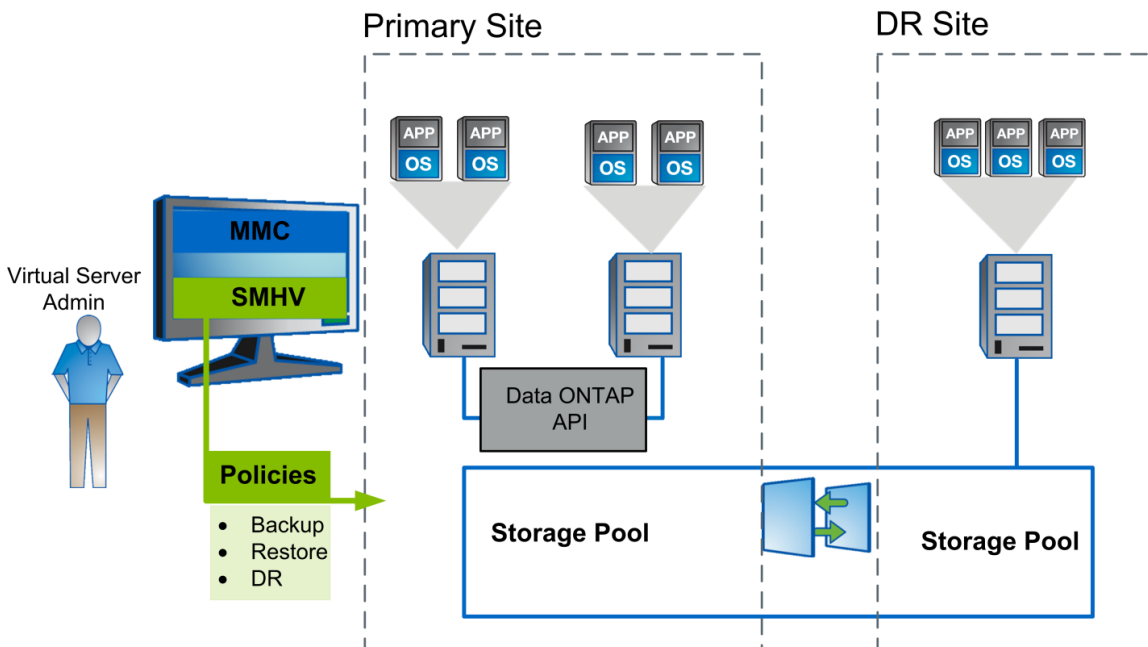 Primary Site
DR Site
APP
APP
APP
APP
APP
APP
APP
OS
OS
OS
OS
OS
OS
OS
MMC
SMHV
Virtual Server
Admin
Data ONTAP
API
Policies
• Backup
• Restore
• DR
Storage Pool
Storage Pool